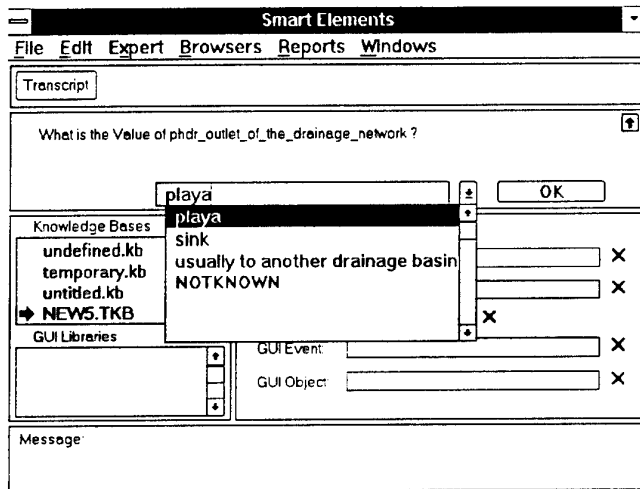 Smart Elements
File Edit Expert Browsers Reports Windows
Transcript
What is the Value of phdr_outlet_of_the_drainage_network ?
playa
OK
playa
sink
usually to another drainage basin
NOTKNOWN
Knowledge Bases
undefined.kb
temporary.kb
untitled.kb
NEW5.TKB
GUI Libraries
GUI Event:
GUI Object:
Message: